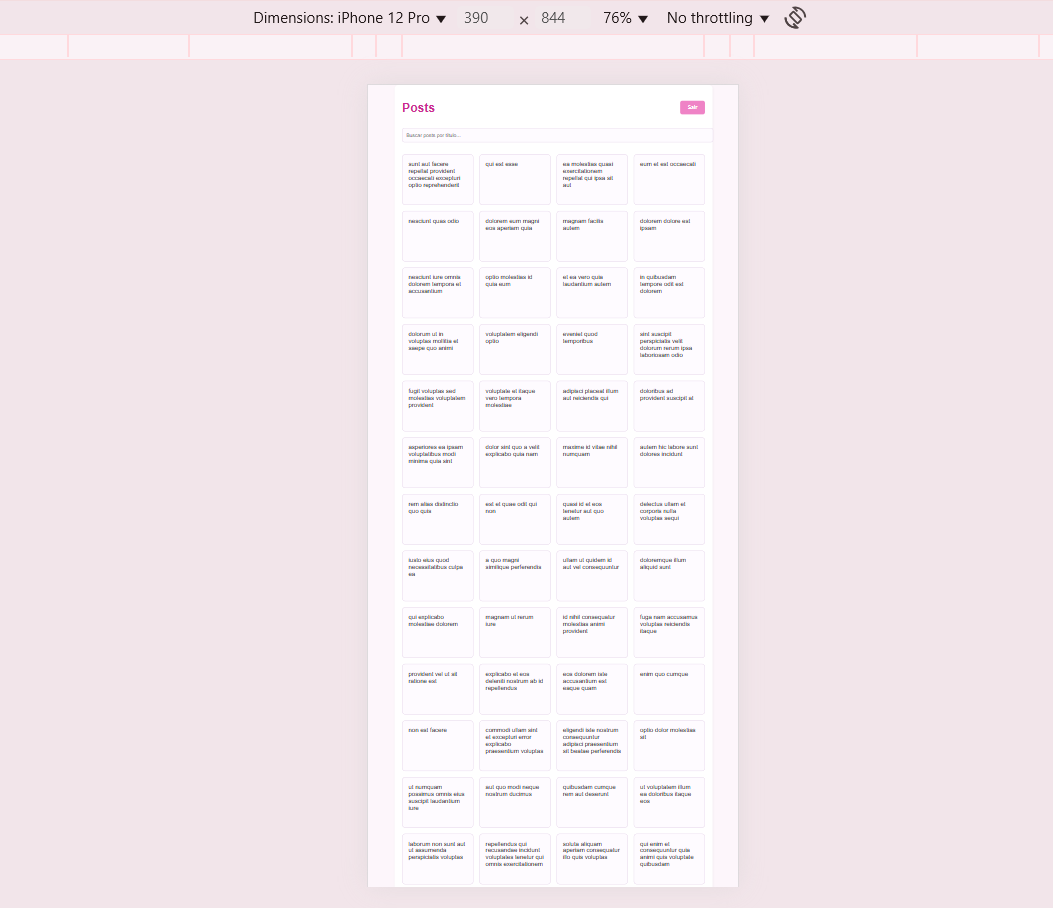 Dimensions: iPhone 12 Pro ▼ 390 × 844 76% ▼ No throttling ▼
Posts
Salir
Buscar posts por título...
sunt aut facere
repellat provident
occaecati excepturi
optio reprehenderit
qui est esse
ea molestias quasi
exercitationem
repellat qui ipsa sit
aut
eum et est occaecati
nesciunt quas odio
dolorem eum magni
eos aperiam quia
magnam facilis
autem
dolorem dolore est
ipsam
nesciunt iure omnis
dolorem tempora et
accusantium
optio molestias id
quia eum
et ea vero quia
laudantium autem
in quibusdam
tempore odit est
dolorem
dolorum ut in
voluptas mollitia et
saepe quo animi
voluptatem eligendi
optio
eveniet quod
temporibus
sint suscipit
perspiciatis velit
dolorum rerum ipsa
laboriosam odio
fugit voluptas sed
molestias voluptatem
provident
voluptate et itaque
vero tempora
molestiae
adipisci placeat illum
aut reiciendis qui
doloribus ad
provident suscipit at
asperiores ea ipsam
voluptatibus modi
minima quia sint
dolor sint quo a velit
explicabo quia nam
maxime id vitae nihil
numquam
autem hic labore sunt
dolores incidunt
rem alias distinctio
quo quis
est et quae odit qui
non
quasi id et eos
tenetur aut quo
autem
delectus ullam et
corporis nulla
voluptas sequi
iusto eius quod
necessitatibus culpa
ea
a quo magni
similique perferendis
ullam ut quidem id
aut vel consequuntur
doloremque illum
aliquid sunt
qui explicabo
molestiae dolorem
magnam ut rerum
iure
id nihil consequatur
molestias animi
provident
fuga nam accusamus
voluptas reiciendis
itaque
provident vel ut sit
ratione est
explicabo et eos
deleniti nostrum ab id
repellendus
eos dolorem iste
accusantium est
eaque quam
enim quo cumque
non est facere
commodi ullam sint
et excepturi error
explicabo
praesentium voluptas
eligendi iste nostrum
consequuntur
adipisci praesentium
sit beatae perferendis
optio dolor molestias
sit
ut numquam
possimus omnis eius
suscipit laudantium
iure
aut quo modi neque
nostrum ducimus
quibusdam cumque
rem aut deserunt
ut voluptatem illum
ea doloribus itaque
eos
laborum non sunt aut
ut assumenda
perspiciatis voluptas
repellendus qui
recusandae incidunt
voluptates tenetur qui
omnis exercitationem
soluta aliquam
aperiam consequatur
illo quis voluptas
qui enim et
consequuntur quia
animi quis voluptate
quibusdam